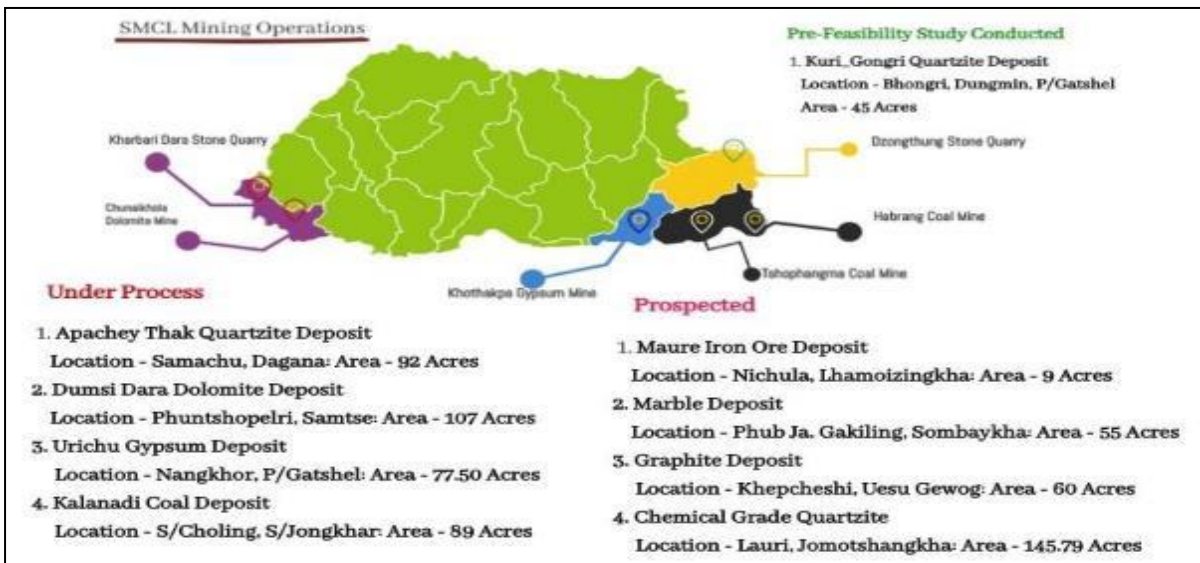 SMCL Mining Operations
Pre-Feasibility Study Conducted
1. Kuri_Gongri Quartzite Deposit
Location - Bhongri, Dungmin, P/Gatshel
Area - 45 Acres
Kharbari Dara Stone Quarry
Dzongthung Stone Quarry
Chunaikhola
Dolomite Mine
Habrang Coal Mine
Tshophangma Coal Mine
Khothakpa Gypsum Mine
Under Process
1. Apachey Thak Quartzite Deposit
Location - Samachu, Dagana: Area - 92 Acres
2. Dumsi Dara Dolomite Deposit
Location - Phuntshopelri, Samtse: Area - 107 Acres
3. Urichu Gypsum Deposit
Location - Nangkhor, P/Gatshel: Area - 77.50 Acres
4. Kalanadi Coal Deposit
Location - S/Choling, S/Jongkhar: Area - 89 Acres
Prospected
1. Maure Iron Ore Deposit
Location - Nichula, Lhamoizingkha: Area - 9 Acres
2. Marble Deposit
Location - Phub Ja. Gakiling, Sombaykha: Area - 55 Acres
3. Graphite Deposit
Location - Khepcheshi, Uesu Gewog: Area - 60 Acres
4. Chemical Grade Quartzite
Location - Lauri, Jomotshangkha: Area - 145.79 Acres